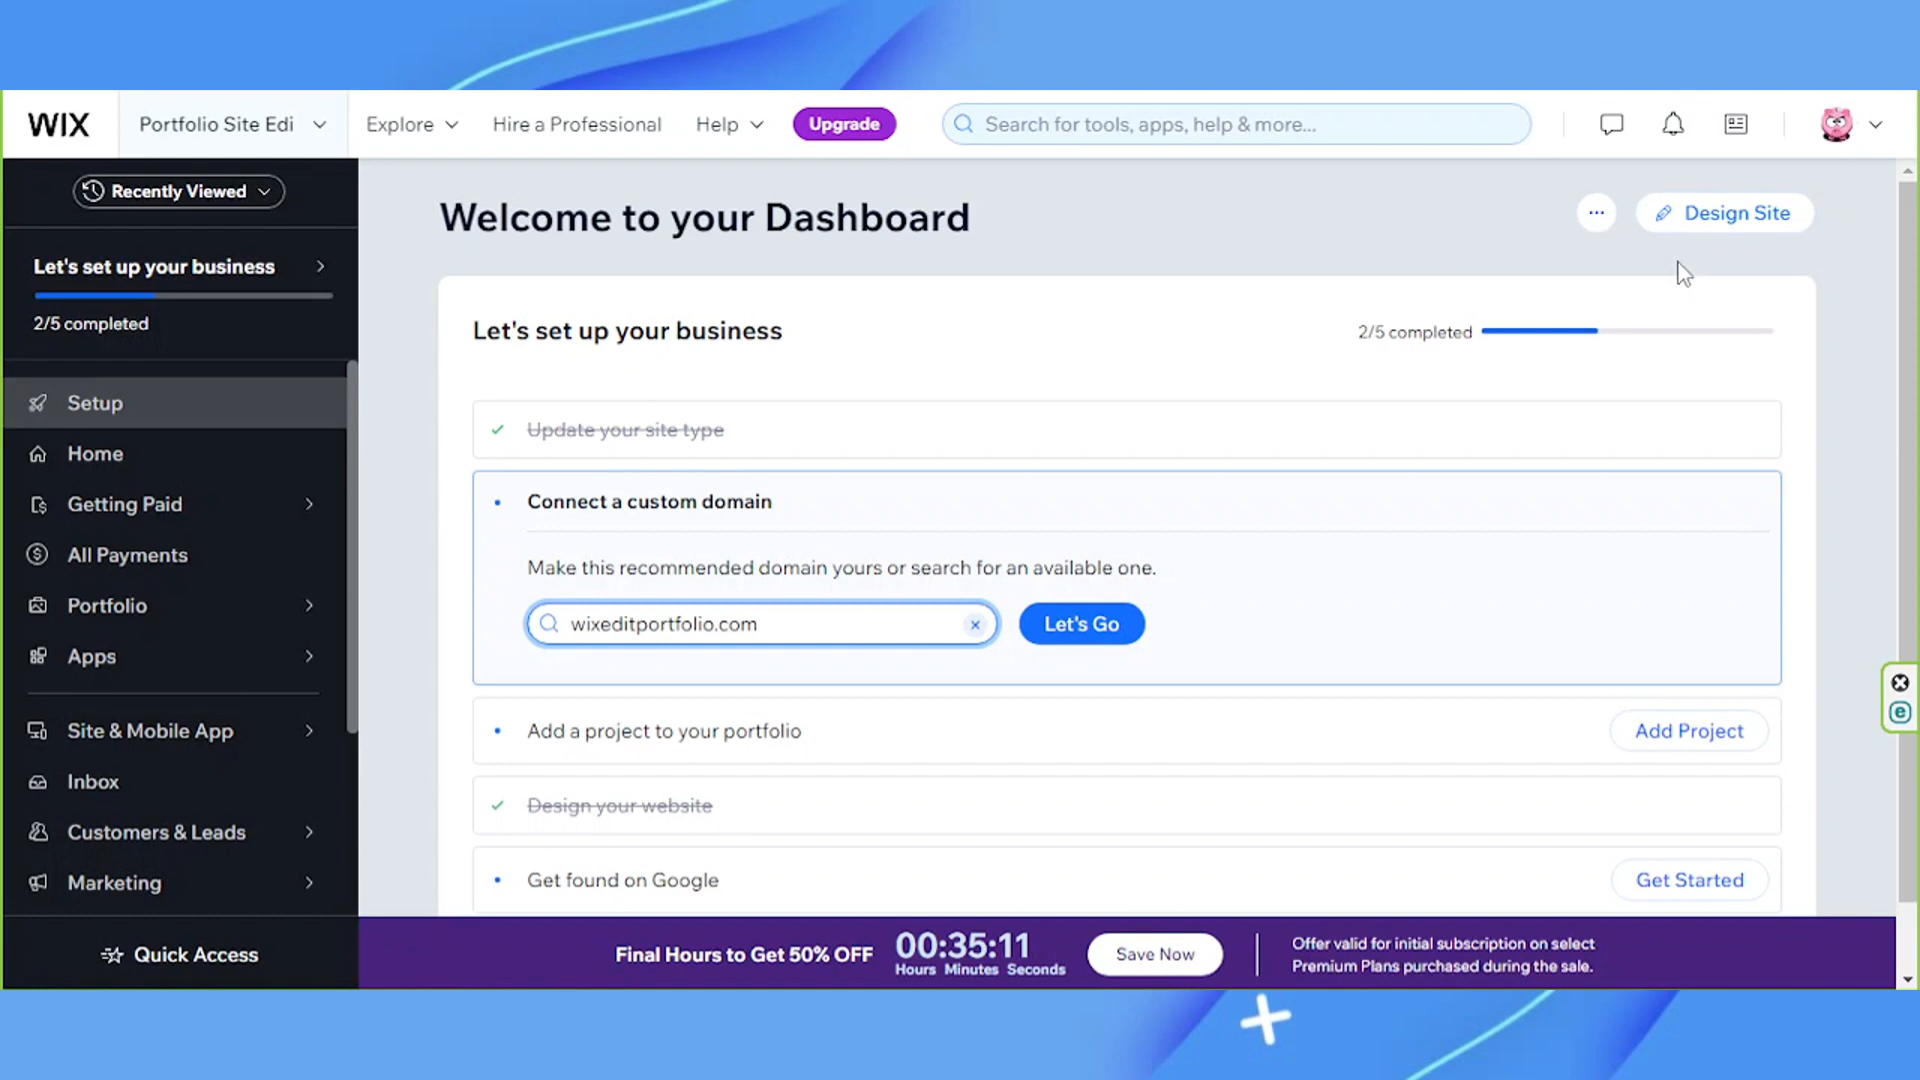 WIX
Portfolio Site Edi
Explore
Hire a Professional
Help
Upgrade
Search for tools, apps, help & more...
Recently Viewed
Let's set up your business
2/5 completed
Setup
Home
Getting Paid
All Payments
Portfolio
Apps
Site & Mobile App
Inbox
Customers & Leads
Marketing
Quick Access
Welcome to your Dashboard
Design Site
Let's set up your business
2/5 completed
Update your site type
Connect a custom domain
Make this recommended domain yours or search for an available one.
wixeditportfolio.com
Let's Go
Add a project to your portfolio
Add Project
Design your website
Get found on Google
Get Started
Final Hours to Get 50% OFF
00:35:11
Hours Minutes Seconds
Save Now
Offer valid for initial subscription on select
Premium Plans purchased during the sale.